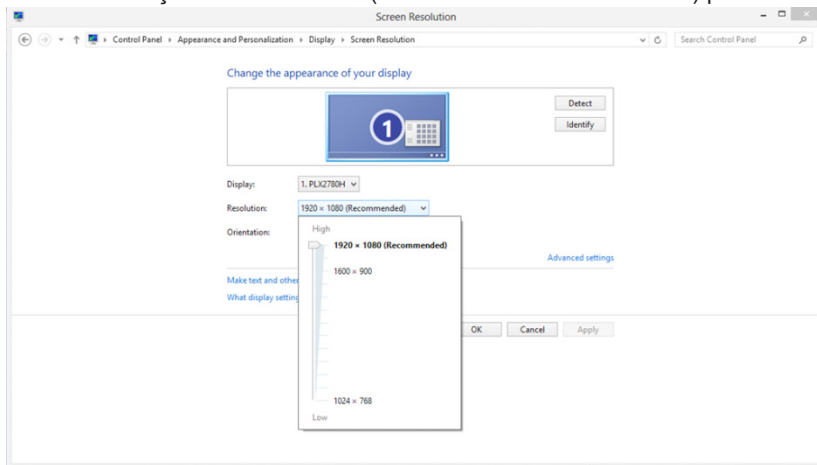 Screen Resolution
Control Panel ▸ Appearance and Personalization ▸ Display ▸ Screen Resolution
Search Control Panel
Change the appearance of your display
1
Detect
Identify
Display: 1. PLX2780H
Resolution: 1920 × 1080 (Recommended)
Orientation:
High
1920 × 1080 (Recommended)
1600 × 900
1024 × 768
Low
Advanced settings
Make text and othe
What display setting
OK Cancel Apply